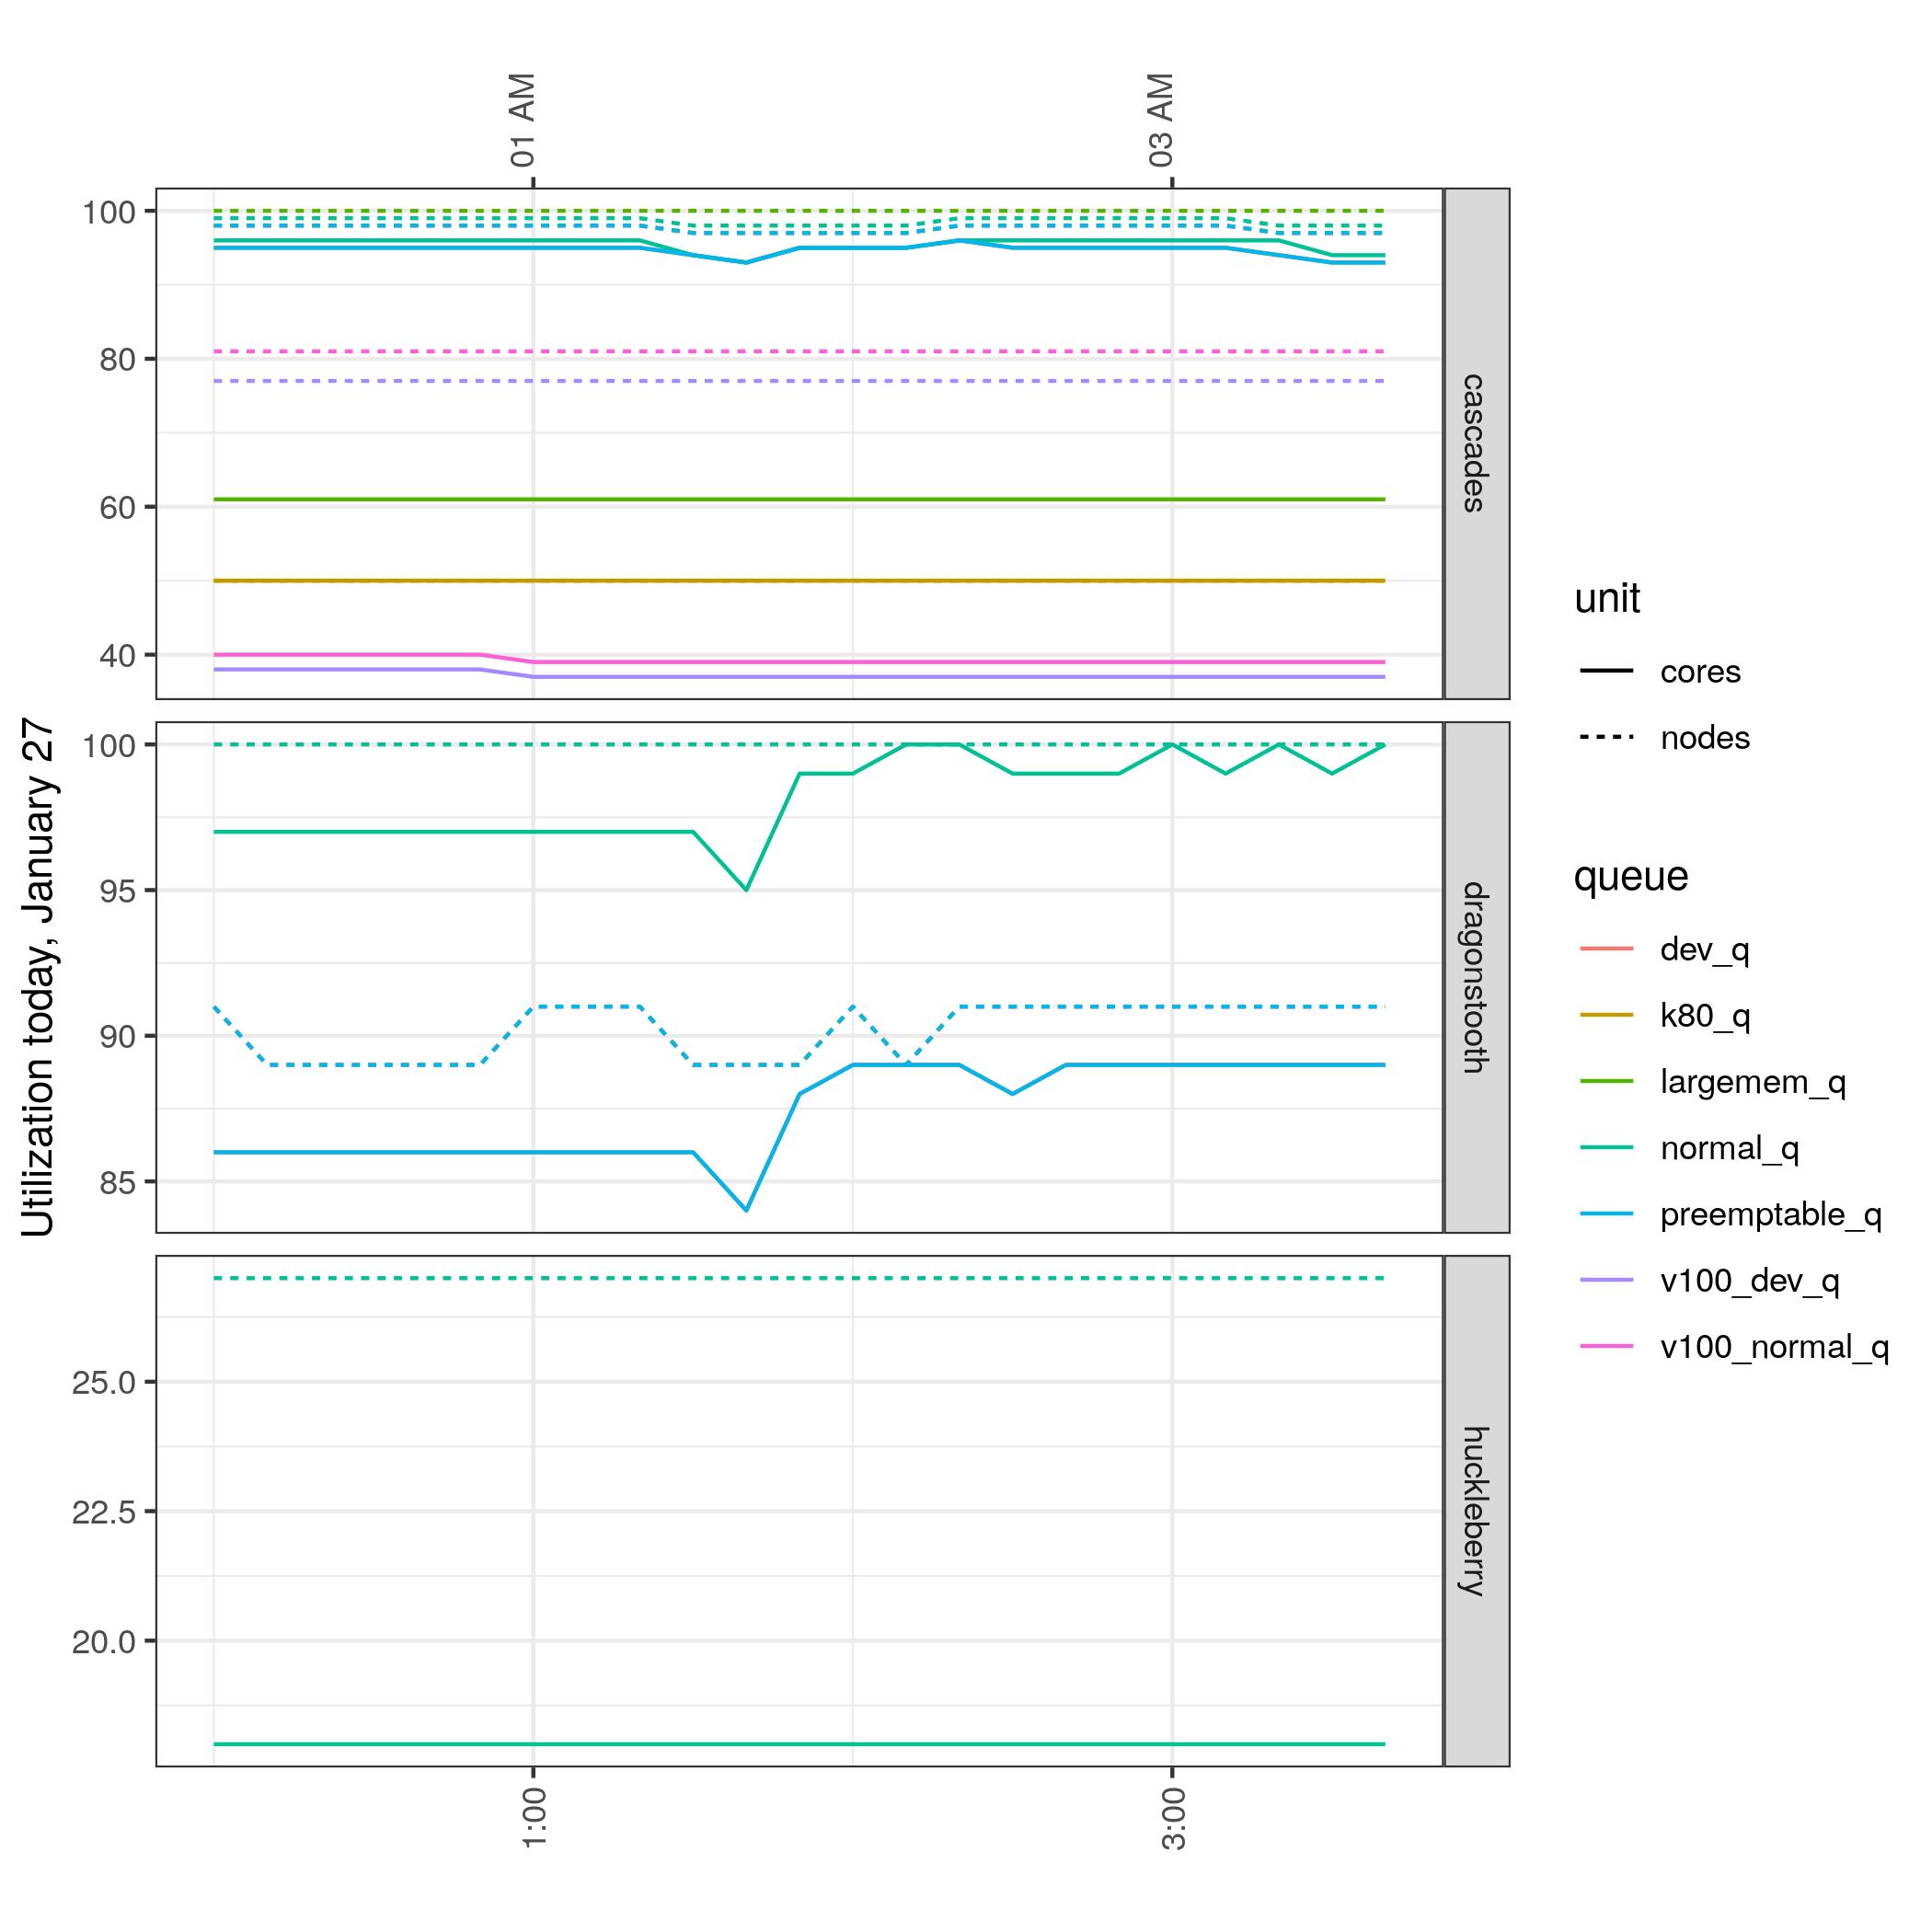 01 AM
03 AM
Utilization today, January 27
100
80
60
40
cascades
100
95
90
85
dragonstooth
25.0
22.5
20.0
huckleberry
1:00
3:00
unit
cores
nodes
queue
dev_q
k80_q
largemem_q
normal_q
preemptable_q
v100_dev_q
v100_normal_q